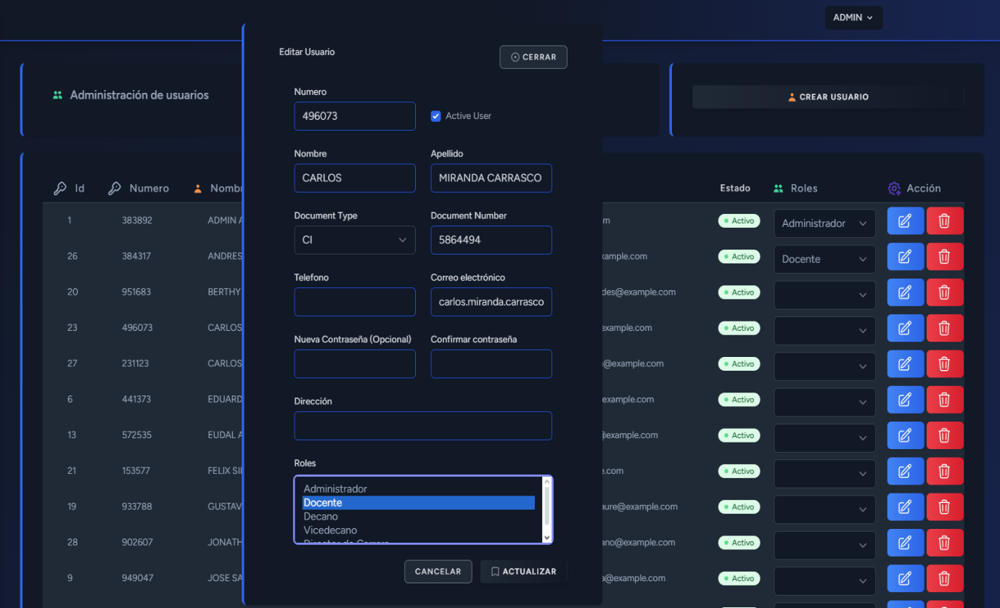 ADMIN
Editar Usuario
CERRAR
Administración de usuarios
CREAR USUARIO
Numero
496073
Active User
Nombre
Apellido
CARLOS
MIRANDA CARRASCO
Document Type
Document Number
CI
5864494
Telefono
Correo electrónico
carlos.miranda.carrasco
Nueva Contraseña (Opcional)
Confirmar contraseña
Dirección
Roles
Administrador
Docente
Decano
Vicedecano
Director de Carrera
CANCELAR
ACTUALIZAR
Id Numero Nombr Estado Roles Acción
1 383892 ADMIN A m Activo Administrador
26 384317 ANDRES xample.com Activo Docente
20 951683 BERTHY des@example.com Activo
23 496073 CARLOS example.com Activo
27 231123 CARLOS @example.com Activo
6 441373 EDUARD example.com Activo
13 572535 EUDAL A @example.com Activo
21 153577 FELIX SI e.com Activo
19 933788 GUSTAV aure@example.com Activo
28 902607 JONATH ano@example.com Activo
9 949047 JOSE SA a@example.com Activo